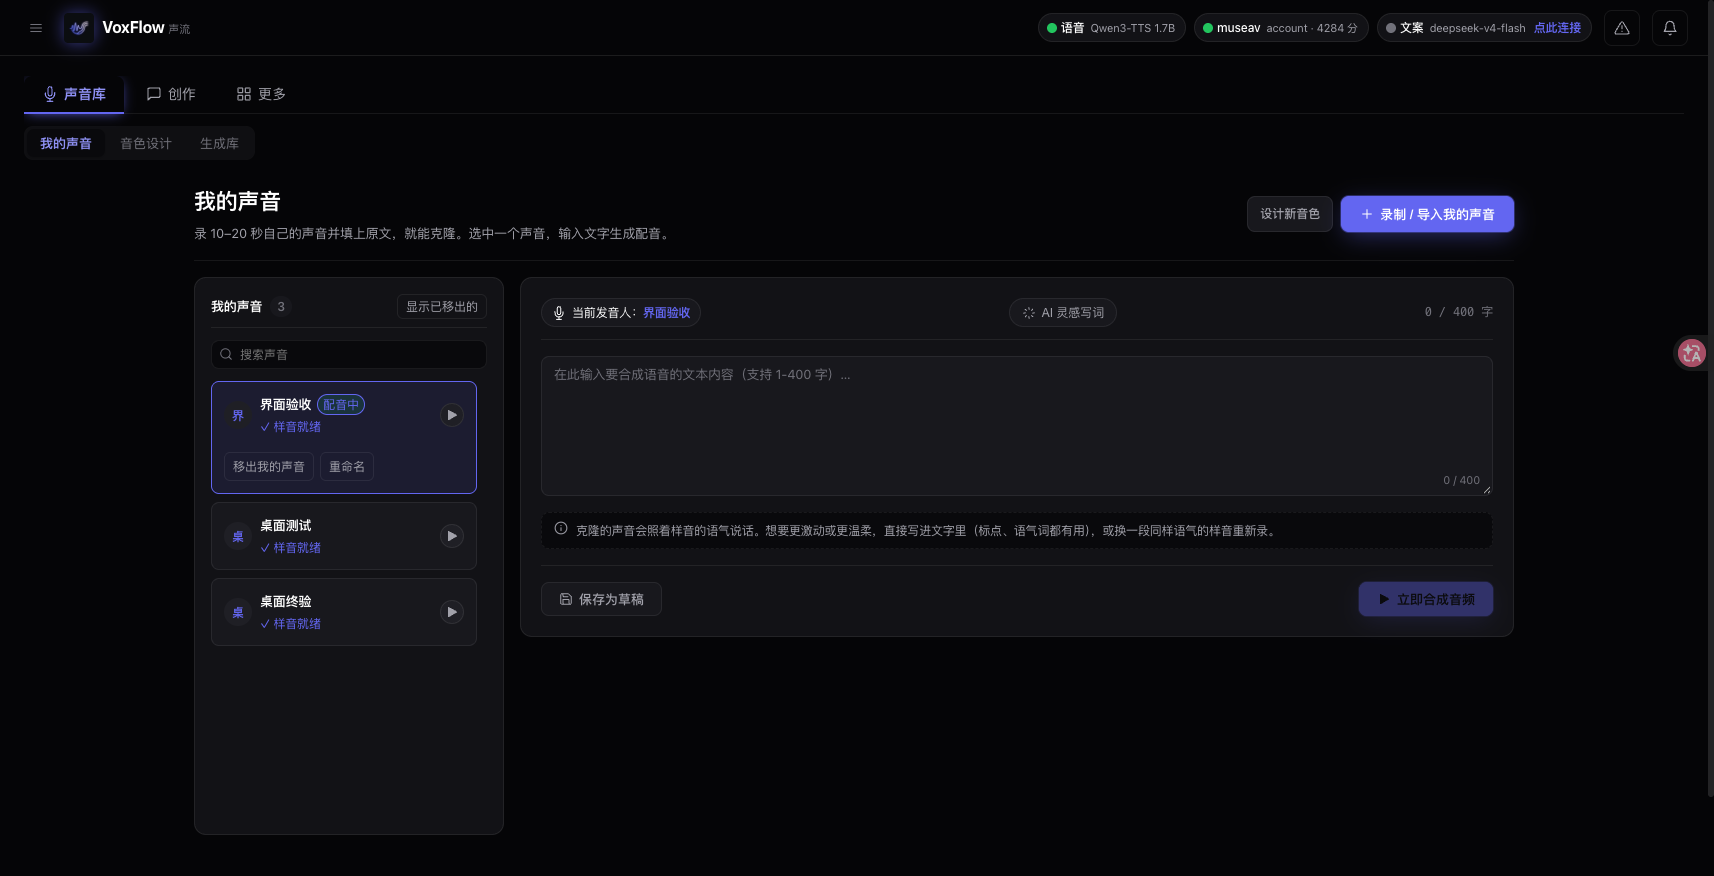 VoxFlow 声流
语音 Qwen3-TTS 1.7B
museav account · 4284 分
文案 deepseek-v4-flash 点此连接
声音库
创作
更多
我的声音
音色设计
生成库
我的声音
录 10–20 秒自己的声音并填上原文，就能克隆。选中一个声音，输入文字生成配音。
设计新音色
+ 录制 / 导入我的声音
我的声音 3
显示已移出的
搜索声音
界
界面验收 配音中
✓ 样音就绪
移出我的声音
重命名
桌
桌面测试
✓ 样音就绪
桌
桌面终验
✓ 样音就绪
当前发音人：界面验收
AI 灵感写词
0 / 400 字
在此输入要合成语音的文本内容（支持 1-400 字）...
0 / 400
克隆的声音会照着样音的语气说话。想要更激动或更温柔，直接写进文字里（标点、语气词都有用），或换一段同样语气的样音重新录。
保存为草稿
立即合成音频